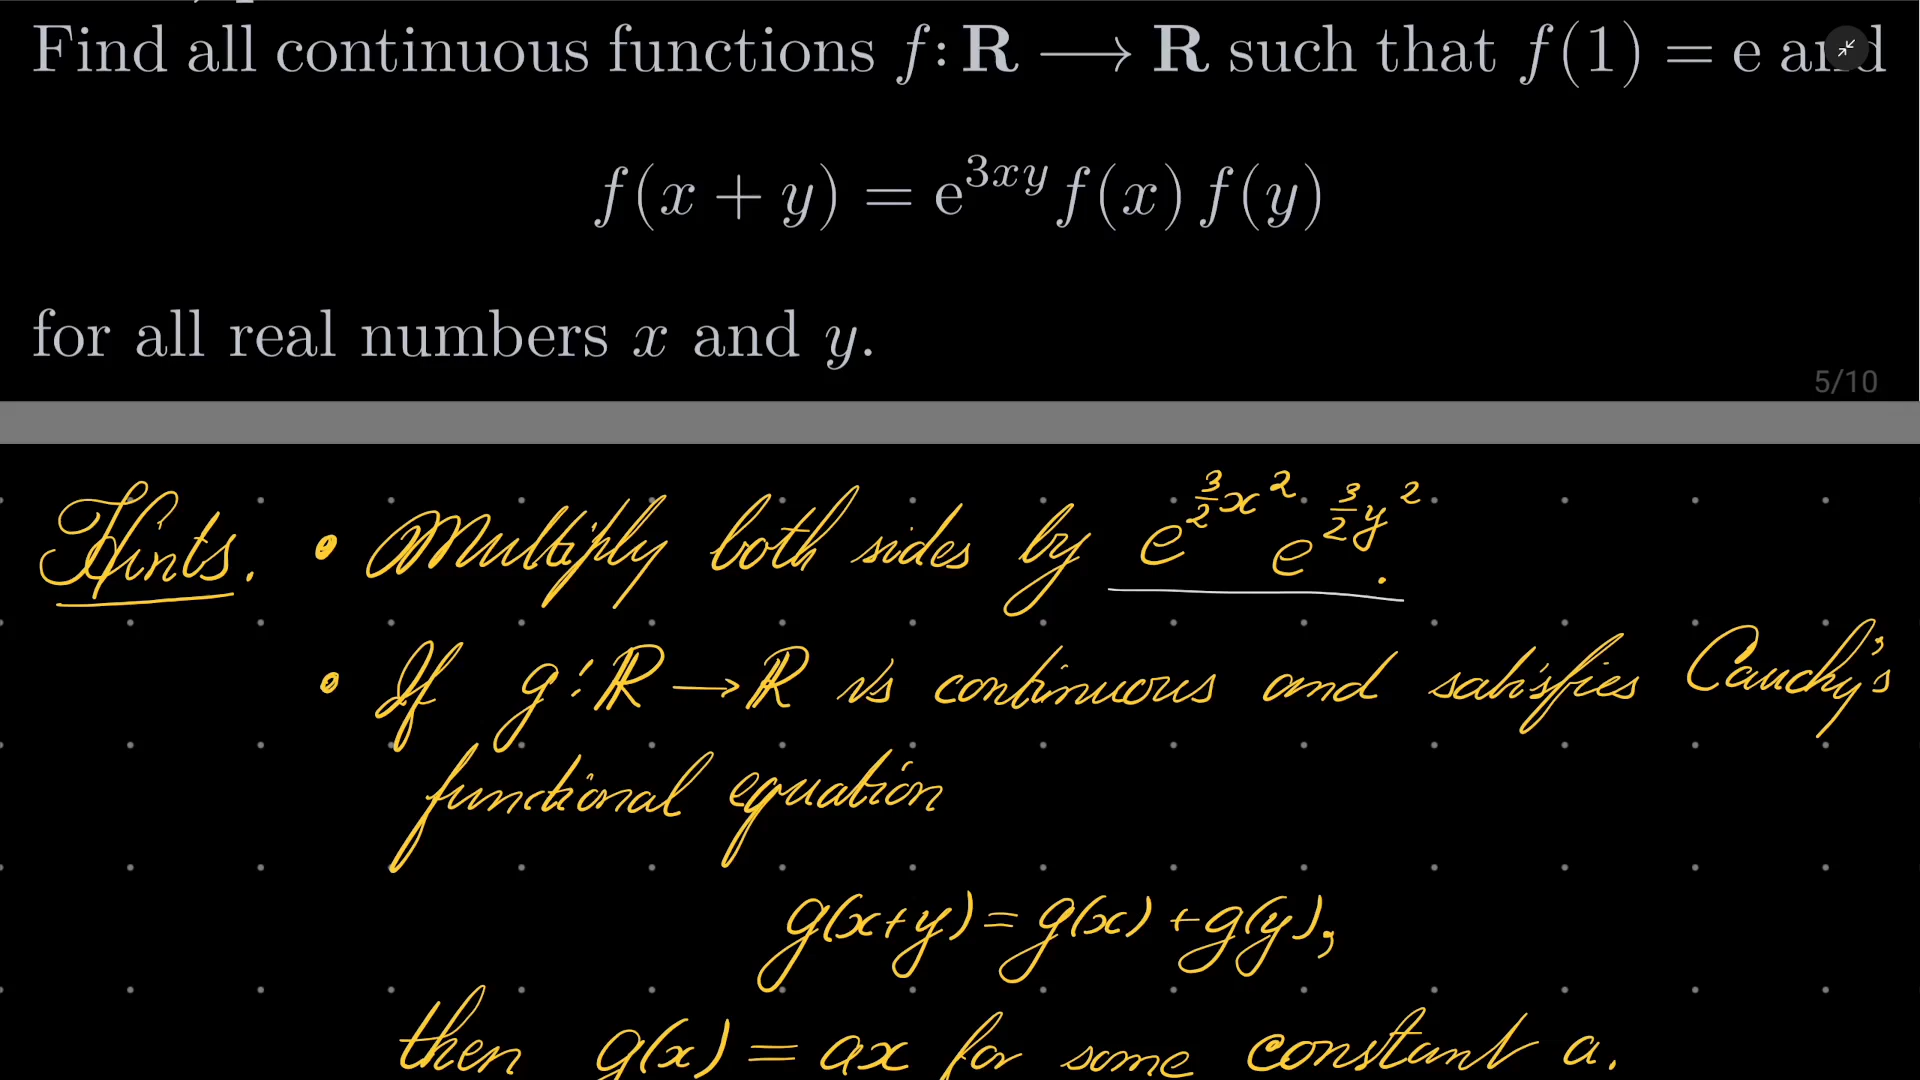 Find all continuous functions f: R ⟶ R such that f(1) = e and
f(x + y) = e^{3xy} f(x) f(y)
for all real numbers x and y.
5/10
Hints. • Multiply both sides by e^{3/2 x^2} e^{3/2 y^2}.
• If g: ℝ → ℝ is continuous and satisfies Cauchy's
functional equation
g(x+y) = g(x) + g(y),
then g(x) = ax for some constant a.